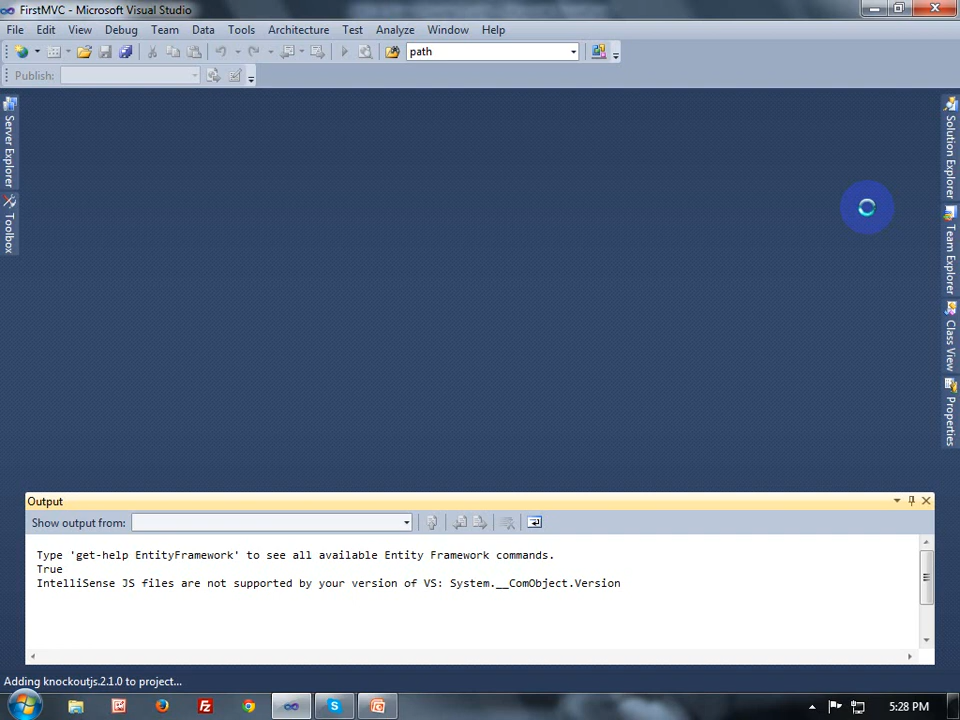 FirstMVC - Microsoft Visual Studio
File Edit View Debug Team Data Tools Architecture Test Analyze Window Help
path
Publish:
Server Explorer
Toolbox
Solution Explorer
Team Explorer
Class View
Properties
Output
Show output from:
Type 'get-help EntityFramework' to see all available Entity Framework commands.
True
IntelliSense JS files are not supported by your version of VS: System.__ComObject.Version
Adding knockoutjs.2.1.0 to project...
5:28 PM